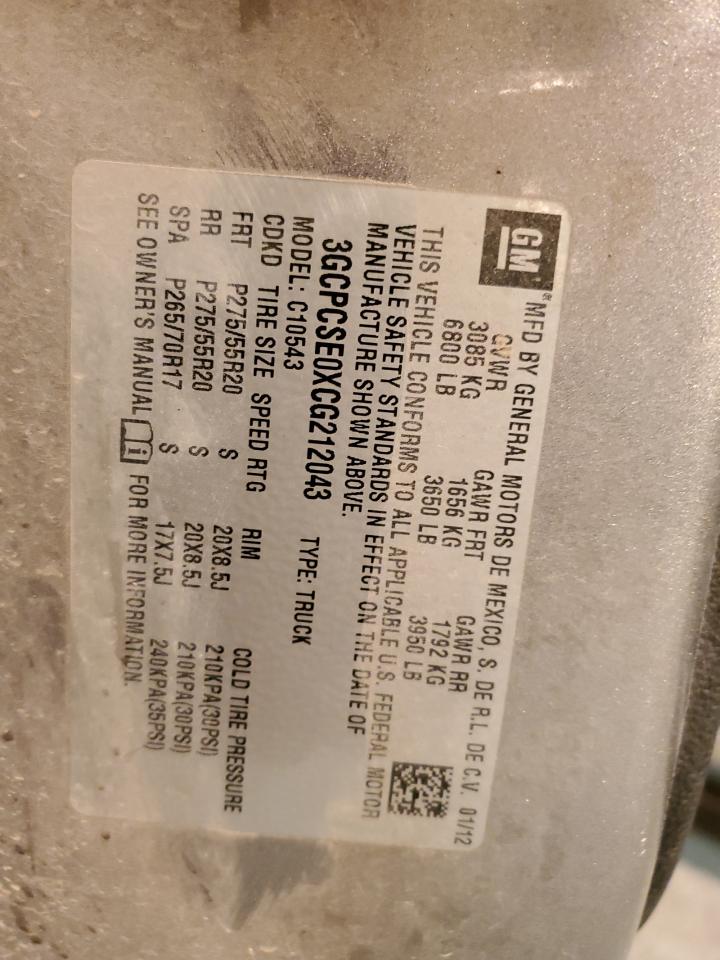 GM® MFD BY GENERAL MOTORS DE MEXICO, S. DE R.L. DE C.V. 01/12
GVWR GAWR FRT GAWR RR
3085 KG 1656 KG 1792 KG
6800 LB 3650 LB 3950 LB
THIS VEHICLE CONFORMS TO ALL APPLICABLE U.S. FEDERAL MOTOR
VEHICLE SAFETY STANDARDS IN EFFECT ON THE DATE OF
MANUFACTURE SHOWN ABOVE.
3GCPCSE0XCG212043 TYPE: TRUCK
MODEL: C10543
CDKD TIRE SIZE SPEED RTG RIM COLD TIRE PRESSURE
FRT P275/55R20 S 20X8.5J 210KPA(30PSI)
RR P275/55R20 S 20X8.5J 210KPA(30PSI)
SPA P265/70R17 S 17X7.5J 240KPA(35PSI)
SEE OWNER'S MANUAL i FOR MORE INFORMATION.